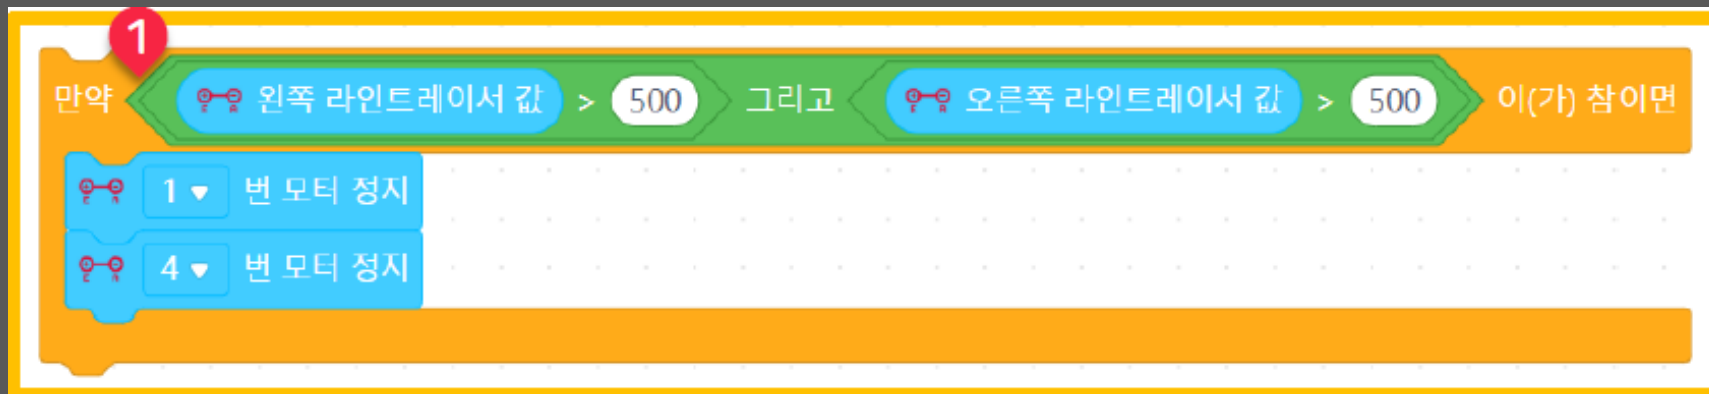 1
만약 왼쪽 라인트레이서 값 > 500 그리고 오른쪽 라인트레이서 값 > 500 이(가) 참이면
1 번 모터 정지
4 번 모터 정지